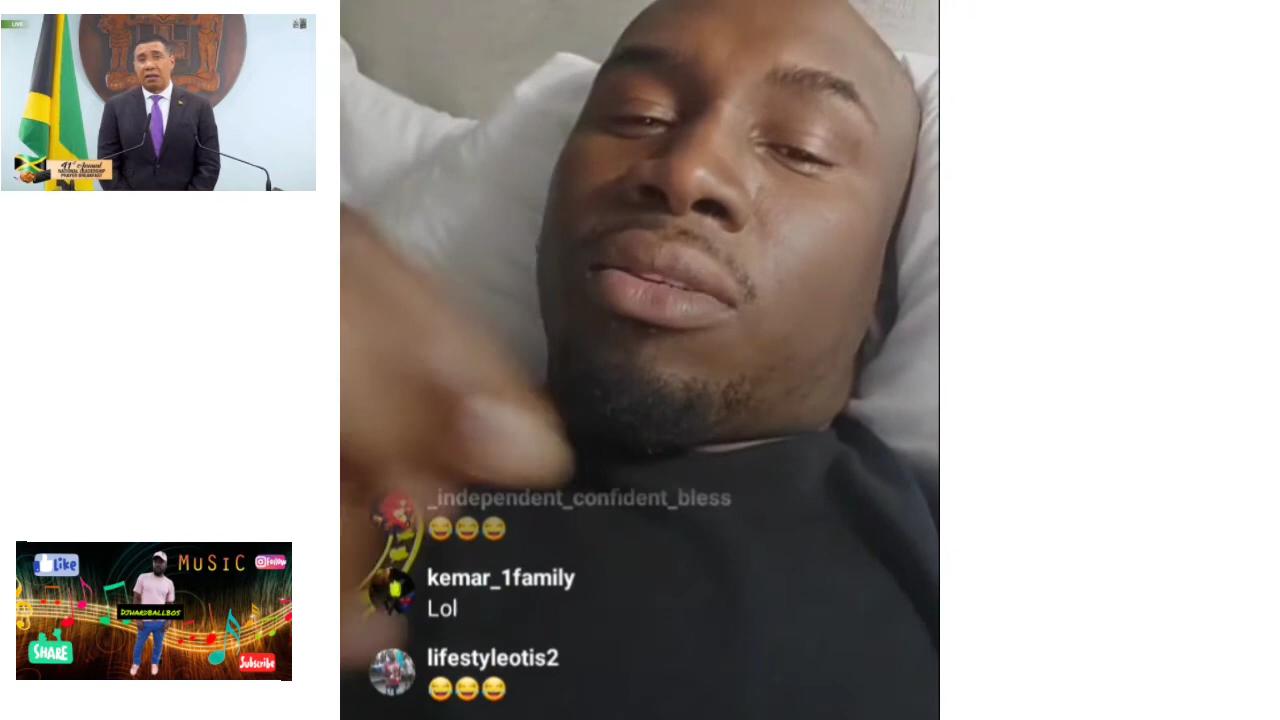 LIVE
41st Annual
NATIONAL LEADERSHIP
PRAYER BREAKFAST
_independent_confident_bless
😂😂😂
kemar_1family
Lol
lifestyleotis2
😂😂😂
Like
MUSIC
Follow
DJHARDBALLBOS
SHARE
Subscribe